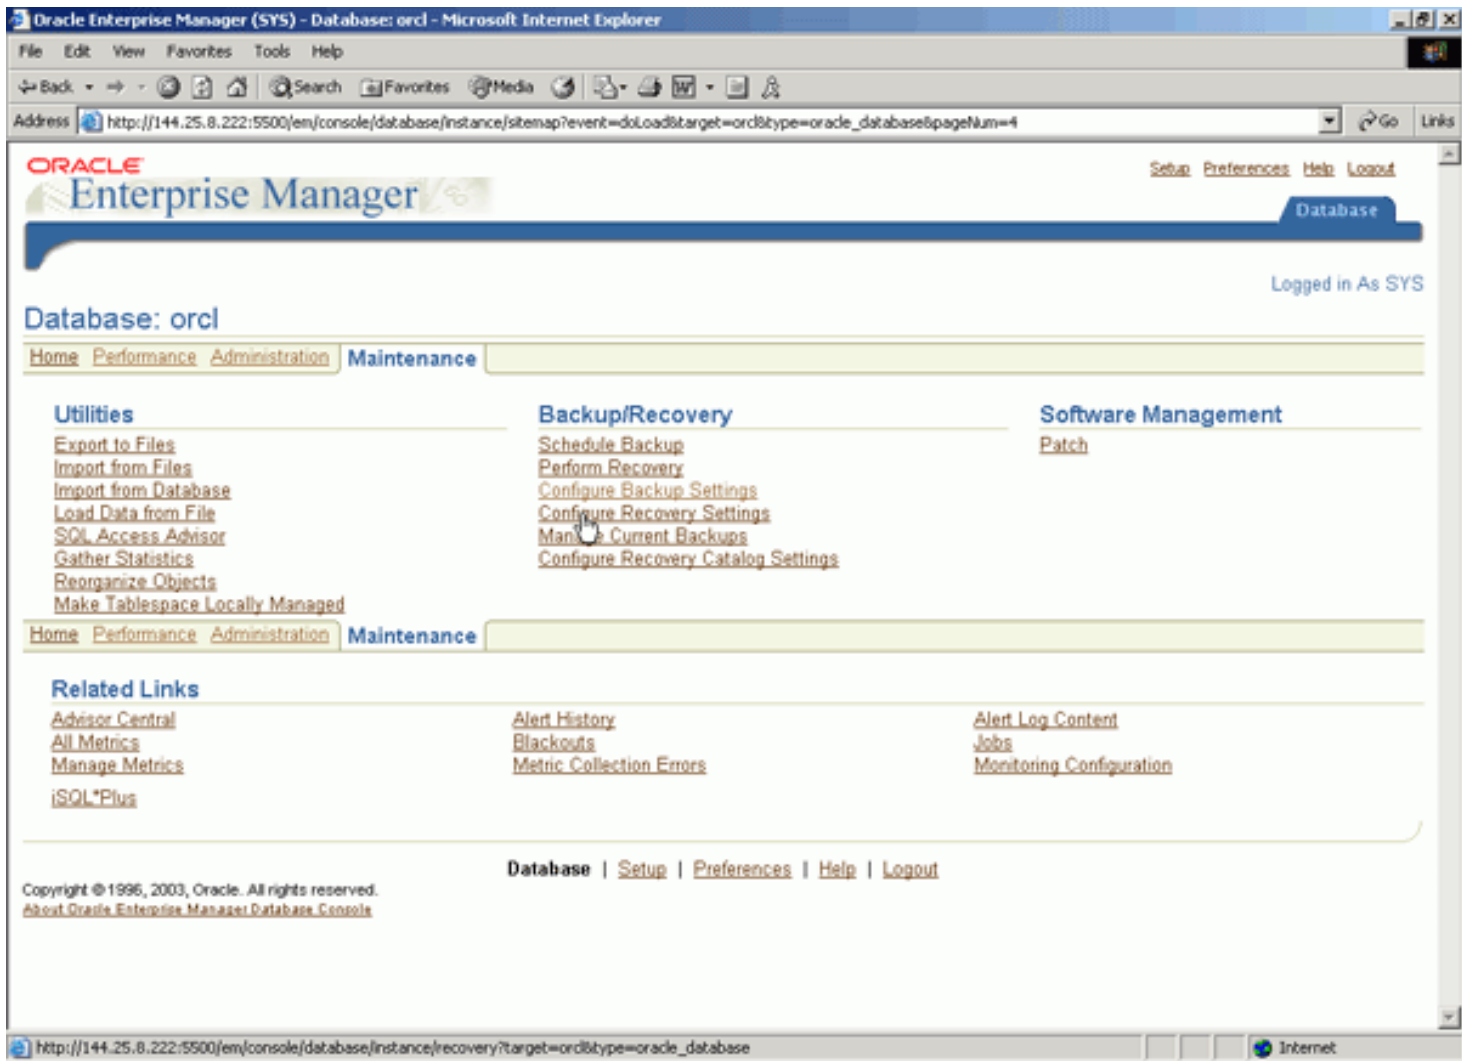 Oracle Enterprise Manager (SYS) - Database: orcl - Microsoft Internet Explorer
File Edit View Favorites Tools Help
Back Search Favorites Media
Address http://144.25.8.222:5500/em/console/database/instance/sitemap?event=doLoad&target=orcl&type=oracle_database&pageNum=4 Go Links
ORACLE
Enterprise Manager
Setup Preferences Help Logout
Database
Logged in As SYS
Database: orcl
Home Performance Administration Maintenance
Utilities Backup/Recovery Software Management
Export to Files Schedule Backup Patch
Import from Files Perform Recovery
Import from Database Configure Backup Settings
Load Data from File Configure Recovery Settings
SQL Access Advisor Manage Current Backups
Gather Statistics Configure Recovery Catalog Settings
Reorganize Objects
Make Tablespace Locally Managed
Home Performance Administration Maintenance
Related Links
Advisor Central Alert History Alert Log Content
All Metrics Blackouts Jobs
Manage Metrics Metric Collection Errors Monitoring Configuration
iSQL*Plus
Database | Setup | Preferences | Help | Logout
Copyright © 1996, 2003, Oracle. All rights reserved.
About Oracle Enterprise Manager Database Console
http://144.25.8.222:5500/em/console/database/instance/recovery?target=orcl&type=oracle_database Internet